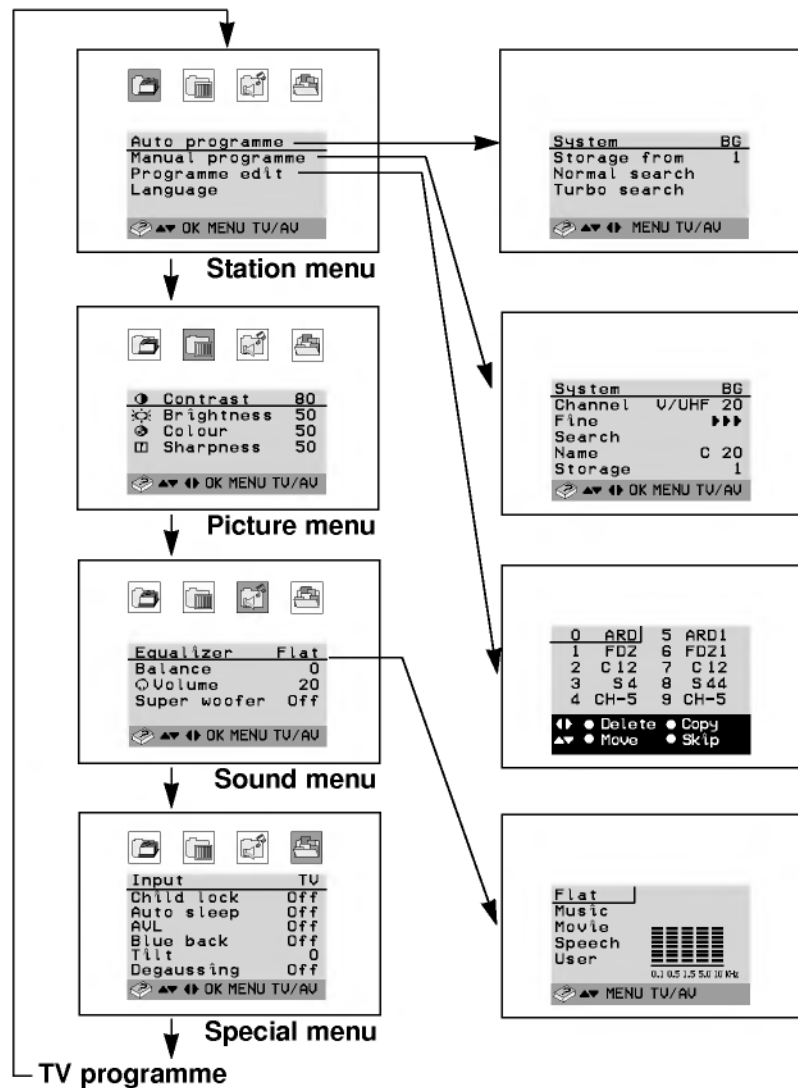 Auto programme
Manual programme
Programme edit
Language
OK MENU TV/AV
Station menu
System BG
Storage from 1
Normal search
Turbo search
MENU TV/AV
Contrast 80
Brightness 50
Colour 50
Sharpness 50
OK MENU TV/AV
Picture menu
System BG
Channel V/UHF 20
Fine
Search
Name C 20
Storage 1
OK MENU TV/AV
Equalizer Flat
Balance 0
Volume 20
Super woofer Off
OK MENU TV/AV
Sound menu
0 ARD 5 ARD1
1 FDZ 6 FDZ1
2 C 12 7 C 12
3 S 4 8 S 44
4 CH-5 9 CH-5
Delete Copy
Move Skip
Input TV
Child lock Off
Auto sleep Off
AVL Off
Blue back Off
Tilt 0
Degaussing Off
OK MENU TV/AV
Special menu
Flat
Music
Movie
Speech
User
0.1 0.5 1.5 5.0 10 KHz
MENU TV/AV
TV programme